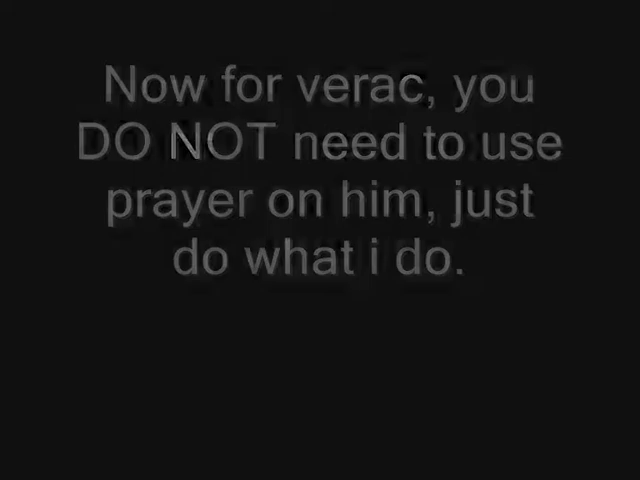 Now for verac, you
DO NOT need to use
prayer on him, just
do what i do.